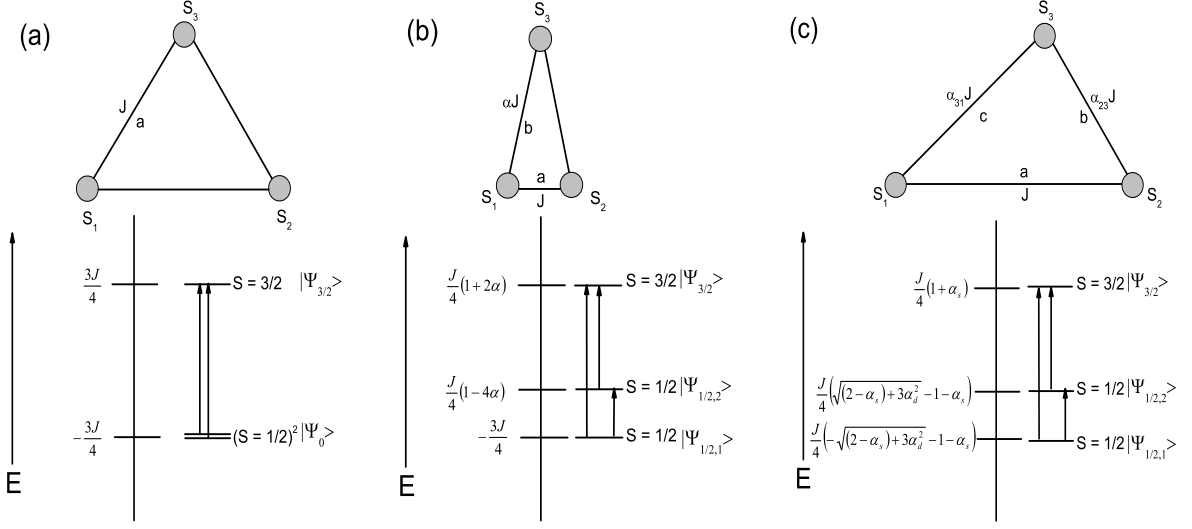 (a)
S₃
J
a
S₁
S₂
3J/4
S = 3/2 |Ψ₃/₂>
-3J/4
(S = 1/2)² |Ψ₀>
E
(b)
S₃
αJ
b
a
S₁
S₂
J
J/4(1+2α)
S = 3/2 |Ψ₃/₂>
J/4(1-4α)
S = 1/2 |Ψ₁/₂,₂>
-3J/4
S = 1/2 |Ψ₁/₂,₁>
E
(c)
S₃
α₃₁J
α₂₃J
c
b
a
S₁
J
S₂
J/4(1+αₛ)
S = 3/2 |Ψ₃/₂>
J/4(√((2-αₛ)+3α_d²)-1-αₛ)
S = 1/2 |Ψ₁/₂,₂>
J/4(-√((2-αₛ)+3α_d²)-1-αₛ)
S = 1/2 |Ψ₁/₂,₁>
E